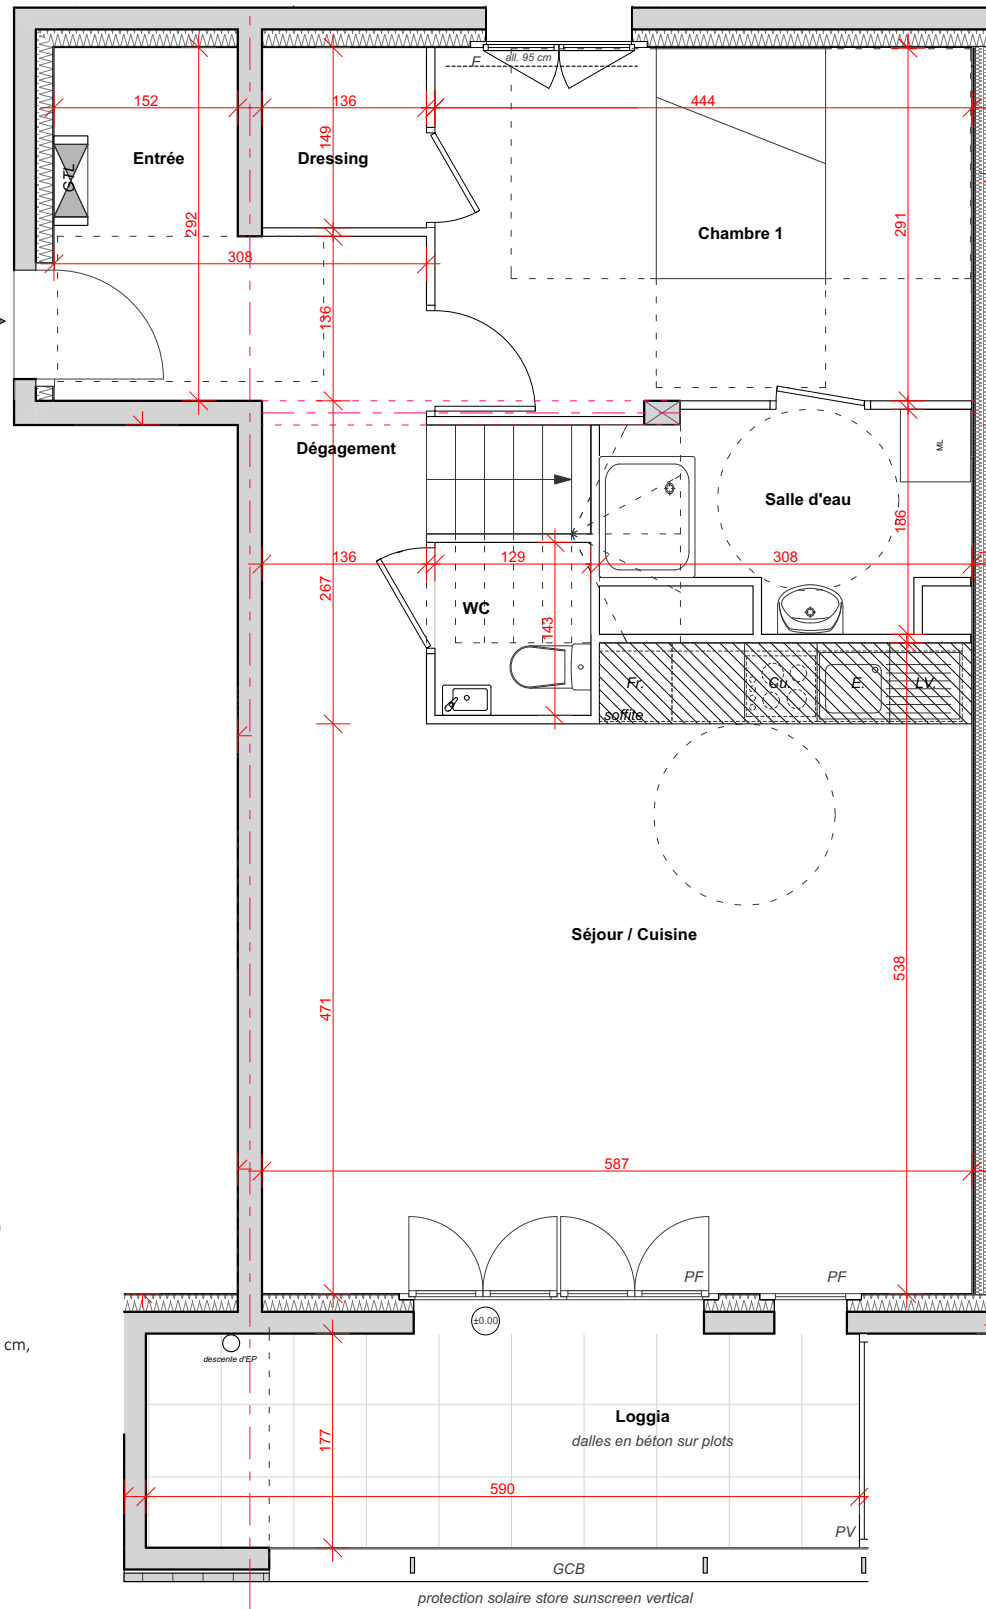 all. 95 cm
F
152
136
444
149
GTL
Entrée
Dressing
292
Chambre 1
291
308
136
Dégagement
ML
Salle d'eau
186
136
129
308
267
WC
143
Fr.
Cu.
E.
LV.
soffite
Séjour / Cuisine
538
471
587
PF
PF
±0.00
cm,
descente d'EP
Loggia
dalles en béton sur plots
177
590
PV
GCB
protection solaire store sunscreen vertical